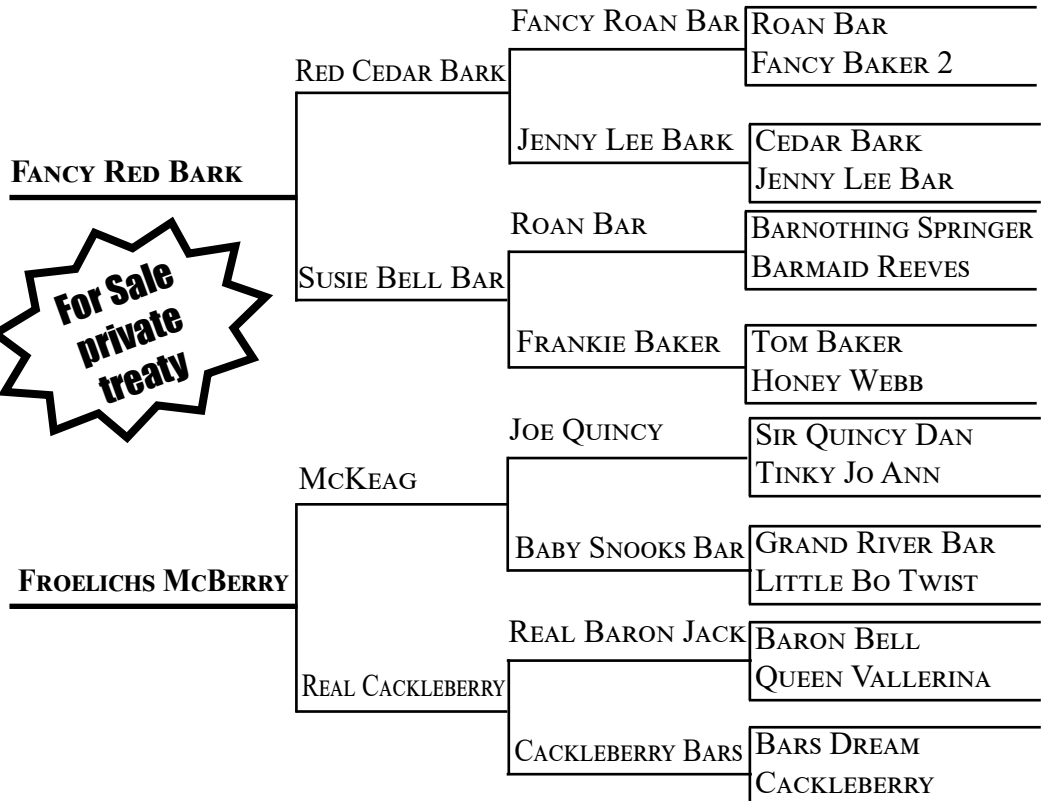 Fancy Roan Bar
Roan Bar
Fancy Baker 2
Red Cedar Bark
Jenny Lee Bark
Cedar Bark
Jenny Lee Bar
Fancy Red Bark
Roan Bar
Barnothing Springer
Barmaid Reeves
Susie Bell Bar
Frankie Baker
Tom Baker
Honey Webb
For Sale
private
treaty
Joe Quincy
Sir Quincy Dan
Tinky Jo Ann
McKeag
Baby Snooks Bar
Grand River Bar
Little Bo Twist
Froelichs McBerry
Real Baron Jack
Baron Bell
Queen Vallerina
Real Cackleberry
Cackleberry Bars
Bars Dream
Cackleberry